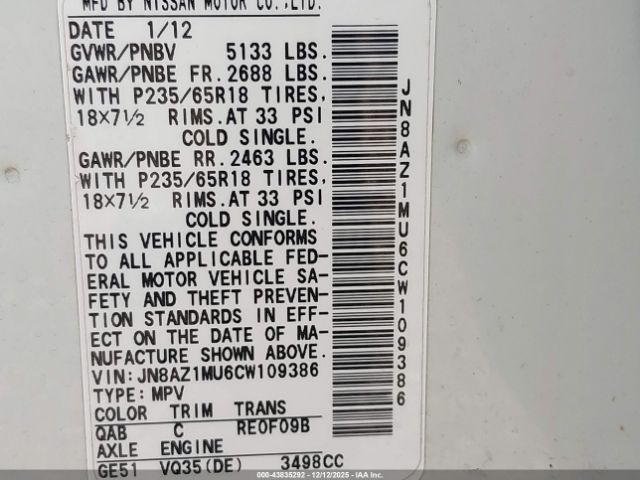 MFD BY NISSAN MOTOR CO.,LTD.
DATE 1/12
GVWR/PNBV 5133 LBS.
GAWR/PNBE FR. 2688 LBS.
WITH P235/65R18 TIRES,
18×7½ RIMS. AT 33 PSI
COLD SINGLE.
GAWR/PNBE RR. 2463 LBS.
WITH P235/65R18 TIRES,
18×7½ RIMS. AT 33 PSI
COLD SINGLE.
THIS VEHICLE CONFORMS
TO ALL APPLICABLE FED-
ERAL MOTOR VEHICLE SA-
FETY AND THEFT PREVEN-
TION STANDARDS IN EFF-
ECT ON THE DATE OF MA-
NUFACTURE SHOWN ABOVE.
VIN: JN8AZ1MU6CW109386
TYPE: MPV
COLOR TRIM TRANS
QAB C RE0F09B
AXLE ENGINE
GE51 VQ35(DE) 3498CC
JN8AZ1MU6CW109386
© 000-43835292 - 12/12/2025 - IAA Inc.